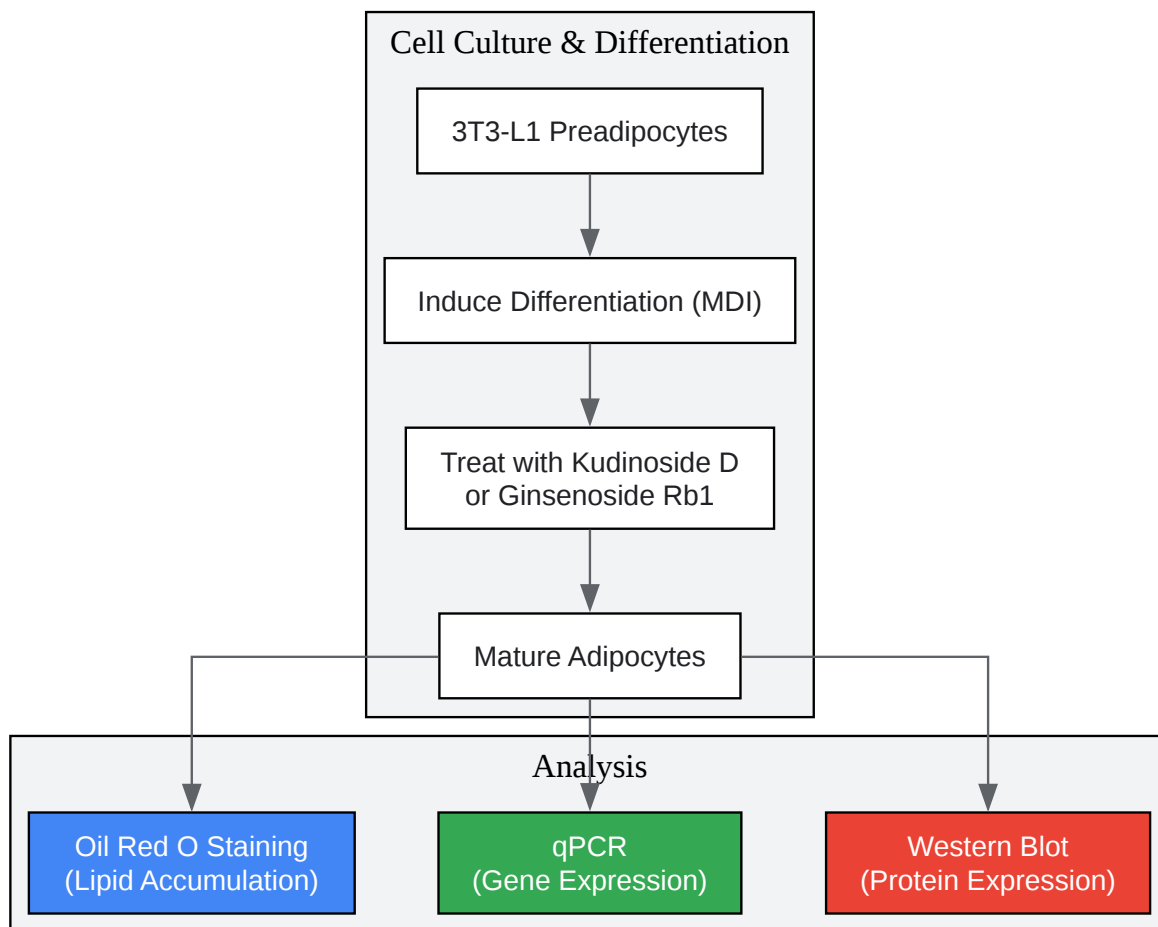 Cell Culture & Differentiation
3T3-L1 Preadipocytes
Induce Differentiation (MDI)
Treat with Kudinoside D
or Ginsenoside Rb1
Mature Adipocytes
Analysis
Oil Red O Staining
(Lipid Accumulation)
qPCR
(Gene Expression)
Western Blot
(Protein Expression)